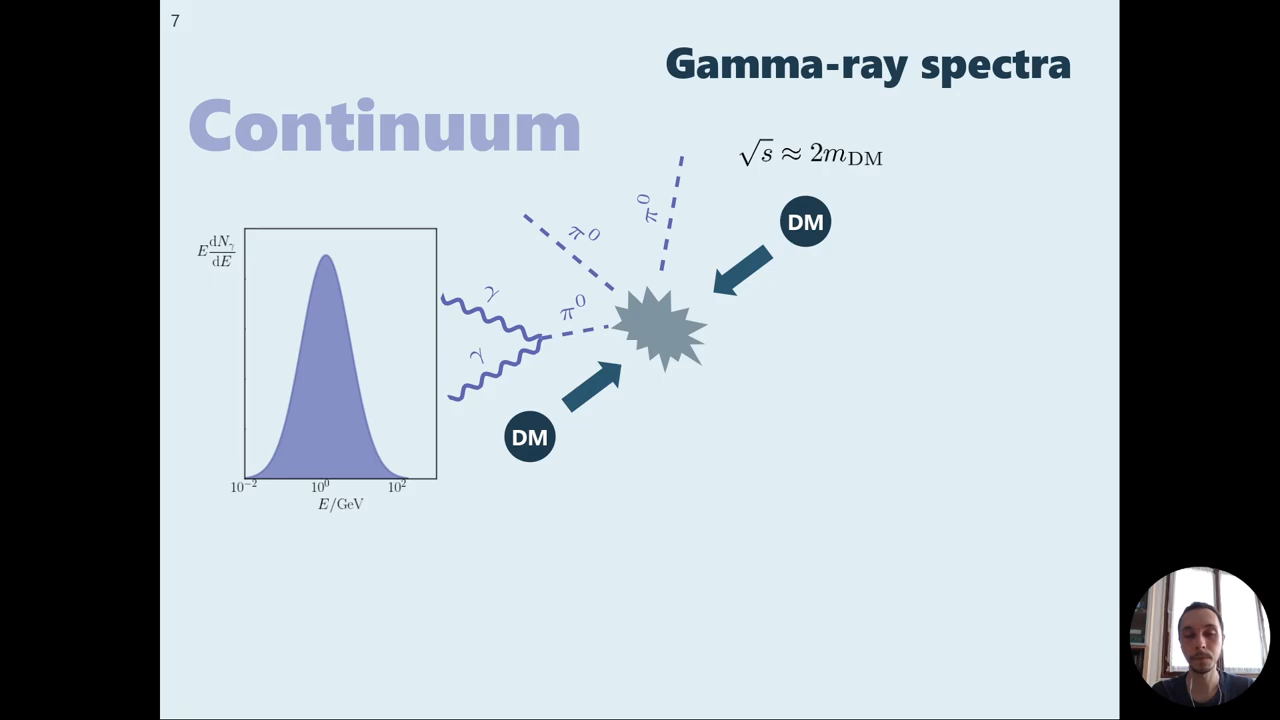 7
Gamma-ray spectra
Continuum
√s ≈ 2m_DM
π⁰
π⁰
DM
E dN_γ/dE
γ
π⁰
γ
DM
10⁻² 10⁰ 10²
E/GeV